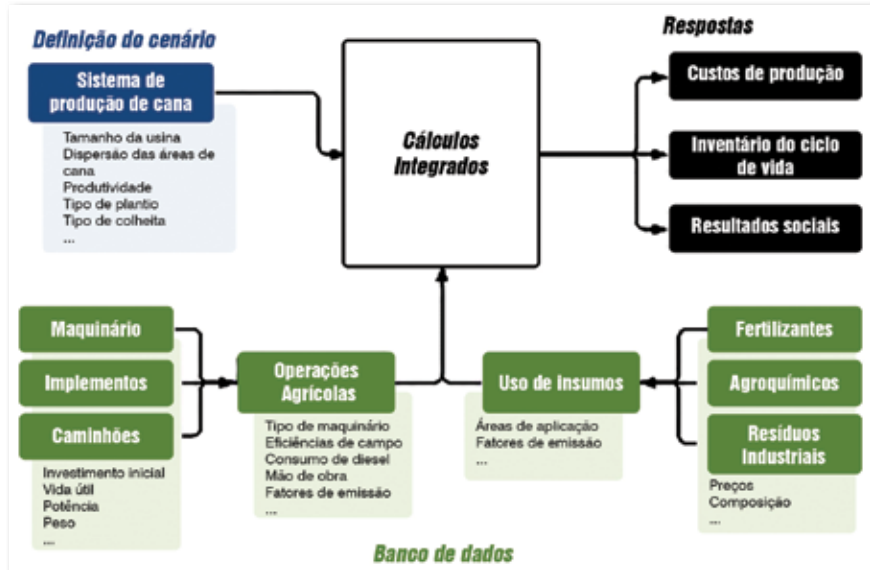 Definição do cenário
Sistema de
produção de cana
Tamanho da usina
Dispersão das áreas de
cana
Produtividade
Tipo de plantio
Tipo de colheita
...
Cálculos
Integrados
Respostas
Custos de produção
Inventário do ciclo
de vida
Resultados sociais
Maquinário
Implementos
Caminhões
Investimento inicial
Vida útil
Potência
Peso
...
Operações
Agrícolas
Tipo de maquinário
Eficiências de campo
Consumo de diesel
Mão de obra
Fatores de emissão
...
Uso de insumos
Áreas de aplicação
Fatores de emissão
...
Fertilizantes
Agroquímicos
Resíduos
Industriais
Preços
Composição
...
Banco de dados